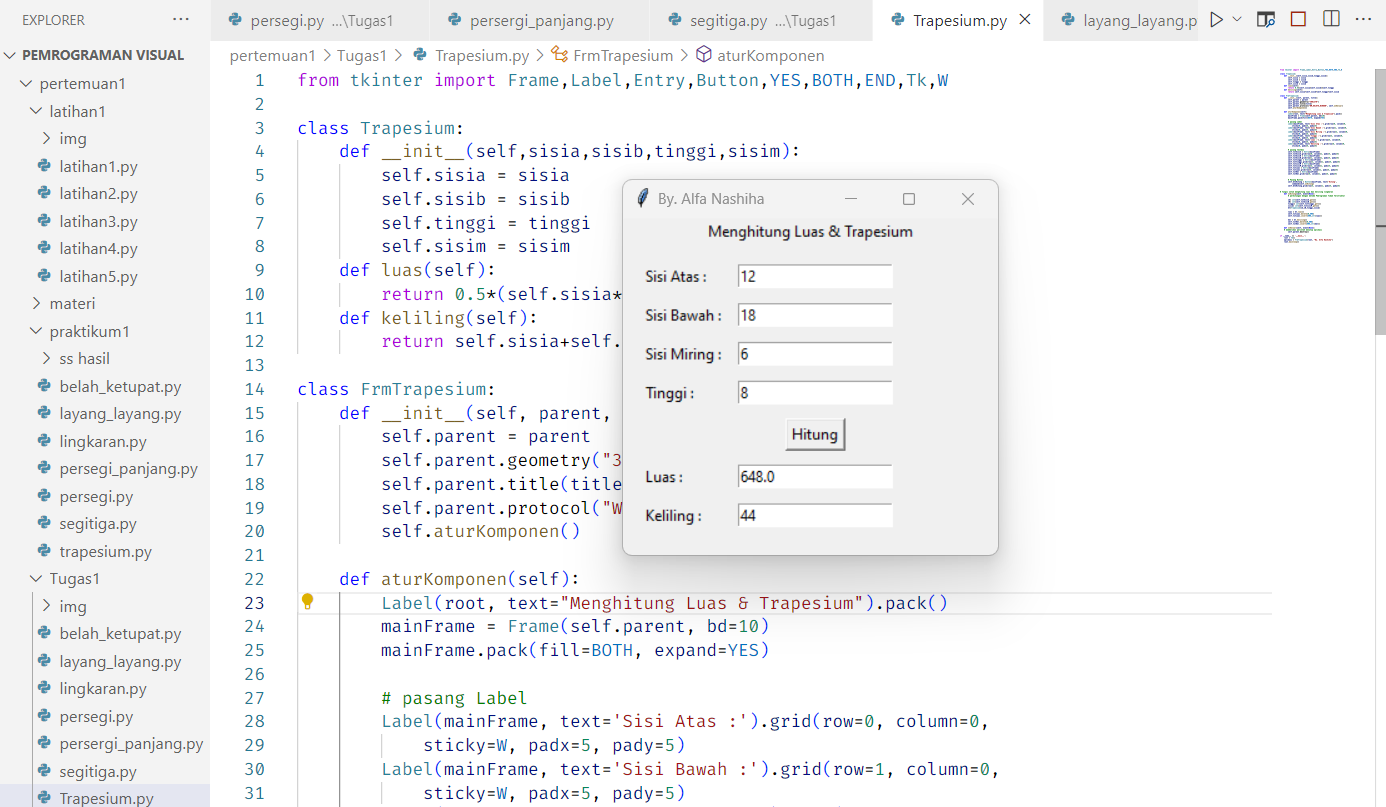 EXPLORER ...
PEMROGRAMAN VISUAL
pertemuan1
latihan1
img
latihan1.py
latihan2.py
latihan3.py
latihan4.py
latihan5.py
materi
praktikum1
ss hasil
belah_ketupat.py
layang_layang.py
lingkaran.py
persegi_panjang.py
persegi.py
segitiga.py
trapesium.py
Tugas1
img
belah_ketupat.py
layang_layang.py
lingkaran.py
persegi.py
persergi_panjang.py
segitiga.py
Trapesium.py
persegi.py ...\Tugas1
persergi_panjang.py
segitiga.py ...\Tugas1
Trapesium.py
layang_layang.p
pertemuan1 > Tugas1 > Trapesium.py > FrmTrapesium > aturKomponen
1 from tkinter import Frame,Label,Entry,Button,YES,BOTH,END,Tk,W
2
3 class Trapesium:
4 def __init__(self,sisia,sisib,tinggi,sisim):
5 self.sisia = sisia
6 self.sisib = sisib
7 self.tinggi = tinggi
8 self.sisim = sisim
9 def luas(self):
10 return 0.5*(self.sisia*
11 def keliling(self):
12 return self.sisia+self.
13
14 class FrmTrapesium:
15 def __init__(self, parent,
16 self.parent = parent
17 self.parent.geometry("3
18 self.parent.title(title
19 self.parent.protocol("W
20 self.aturKomponen()
21
22 def aturKomponen(self):
23 Label(root, text="Menghitung Luas & Trapesium").pack()
24 mainFrame = Frame(self.parent, bd=10)
25 mainFrame.pack(fill=BOTH, expand=YES)
26
27 # pasang Label
28 Label(mainFrame, text='Sisi Atas :').grid(row=0, column=0,
29 sticky=W, padx=5, pady=5)
30 Label(mainFrame, text='Sisi Bawah :').grid(row=1, column=0,
31 sticky=W, padx=5, pady=5)
By. Alfa Nashiha
Menghitung Luas & Trapesium
Sisi Atas : 12
Sisi Bawah : 18
Sisi Miring : 6
Tinggi : 8
Hitung
Luas : 648.0
Keliling : 44